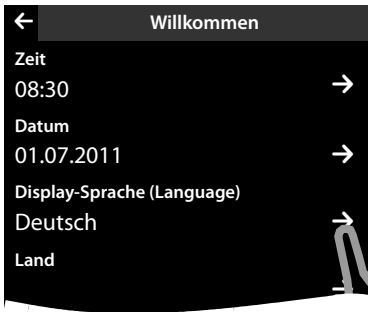 Willkommen
Zeit
08:30
Datum
01.07.2011
Display-Sprache (Language)
Deutsch
Land